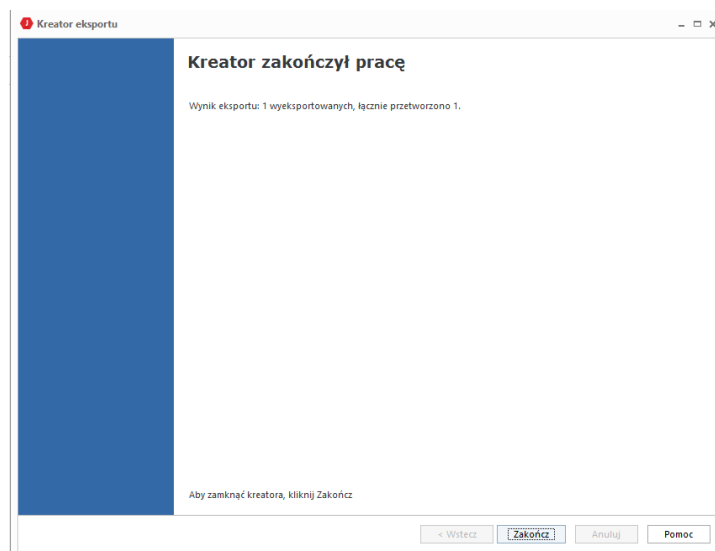 Kreator eksportu
Kreator zakończył pracę
Wynik eksportu: 1 wyeksportowanych, łącznie przetworzono 1.
Aby zamknąć kreatora, kliknij Zakończ
< Wstecz Zakończ Anuluj Pomoc